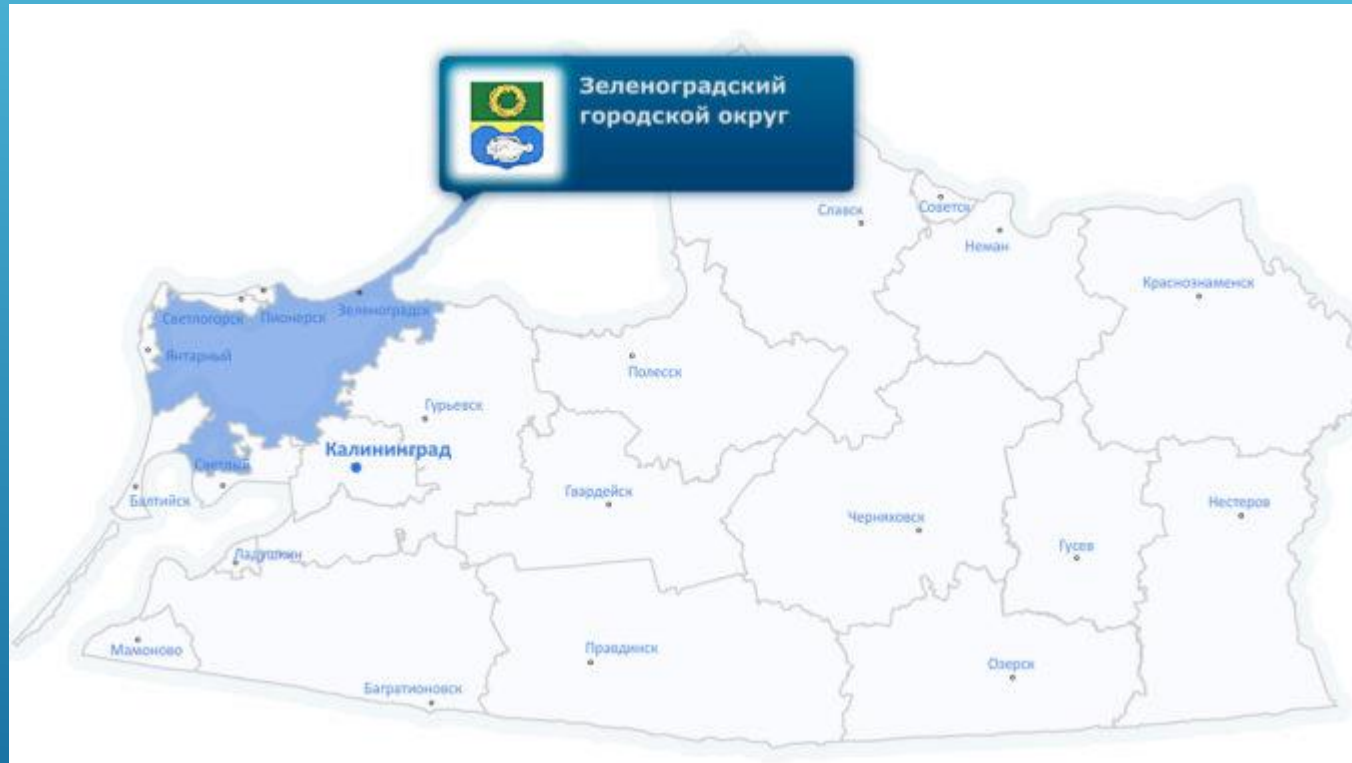 Зеленоградский
городской округ
Славск
Советск
Неман
Краснознаменск
Светлогорск
Пионерск
Зеленоградск
Янтарный
Полесск
Гурьевск
Калининград
Светлый
Балтийск
Гвардейск
Черняховск
Нестеров
Гусев
Ладушкин
Мамоново
Правдинск
Озерск
Багратионовск